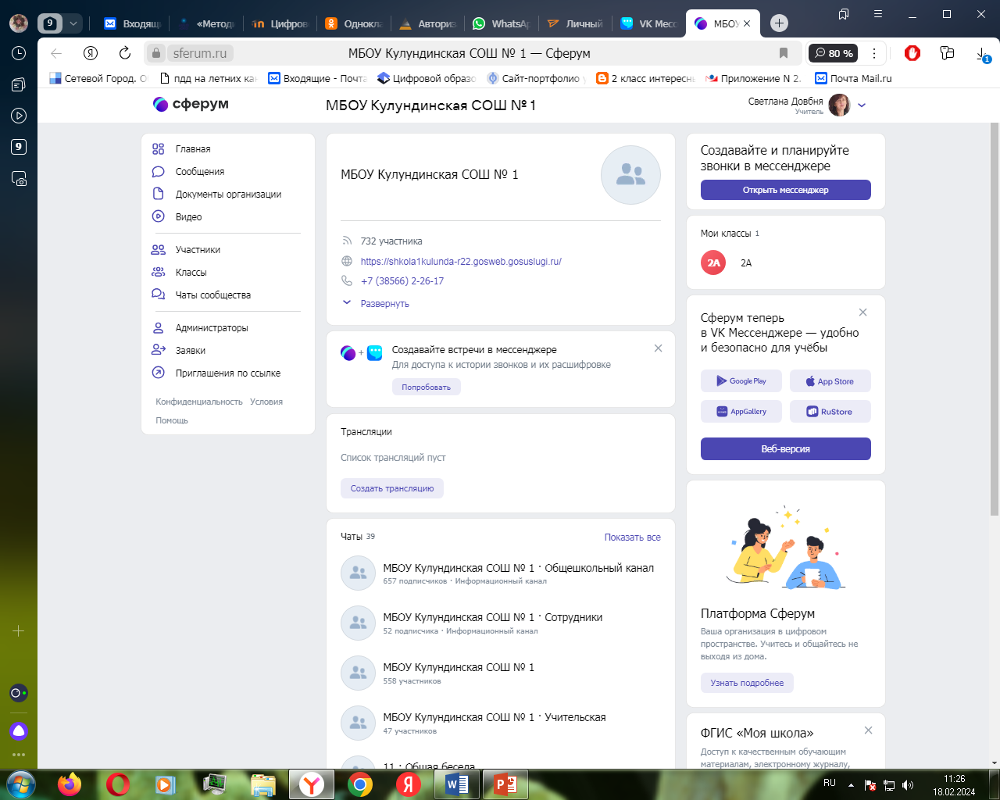 9
Входящи
«Методи
Цифров
Однокла
Авториз
WhatsAp
Личный
VK Месс
МБОУ
sferum.ru
МБОУ Кулундинская СОШ № 1 — Сферум
80 %
1
Сетевой Город. О
пдд на летних ка
Входящие - Почта
Цифровой образо
Сайт-портфолио у
2 класс интересн
Приложение N 2.
Почта Mail.ru
9
сферум
МБОУ Кулундинская СОШ № 1
Светлана Довбня
Учитель
Главная
Сообщения
Документы организации
Видео
Участники
Классы
Чаты сообщества
Администраторы
Заявки
Приглашения по ссылке
Конфиденциальность Условия
Помощь
МБОУ Кулундинская СОШ № 1
732 участника
https://shkola1kulunda-r22.gosweb.gosuslugi.ru/
+7 (38566) 2-26-17
Развернуть
Создавайте встречи в мессенджере
Для доступа к истории звонков и их расшифровке
Попробовать
Трансляции
Список трансляций пуст
Создать трансляцию
Чаты 39
Показать все
МБОУ Кулундинская СОШ № 1 · Общешкольный канал
657 подписчиков · Информационный канал
МБОУ Кулундинская СОШ № 1 · Сотрудники
52 подписчика · Информационный канал
МБОУ Кулундинская СОШ № 1
558 участников
МБОУ Кулундинская СОШ № 1 · Учительская
47 участников
11 · Общая беседа
Создавайте и планируйте
звонки в мессенджере
Открыть мессенджер
Мои классы 1
2А 2А
Сферум теперь
в VK Мессенджере — удобно
и безопасно для учёбы
Google Play
App Store
AppGallery
RuStore
Веб-версия
Платформа Сферум
Ваша организация в цифровом
пространстве. Учитесь и общайтесь не
выходя из дома.
Узнать подробнее
ФГИС «Моя школа»
Доступ к качественным обучающим
материалам, электронному журналу,
RU
11:26
18.02.2024